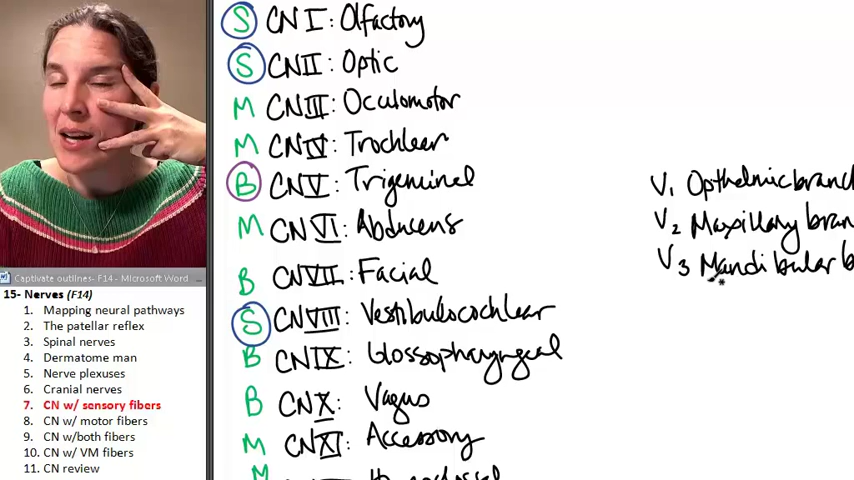 S CN I: Olfactory
S CN II: Optic
M CN III: Oculomotor
M CN IV: Trochlear
B CN V: Trigeminal
V1 Opthelmic branch
M CN VI: Abducens
V2 Maxillary bran
B CN VII: Facial
V3 Mandibular b
S CN VIII: Vestibulocochlear
B CN IX: Glossopharyngeal
B CN X: Vagus
M CN XI: Accessory
M
Captivate outlines- F14 - Microsoft Word
15- Nerves (F14)
1. Mapping neural pathways
2. The patellar reflex
3. Spinal nerves
4. Dermatome man
5. Nerve plexuses
6. Cranial nerves
7. CN w/ sensory fibers
8. CN w/ motor fibers
9. CN w/both fibers
10. CN w/ VM fibers
11. CN review